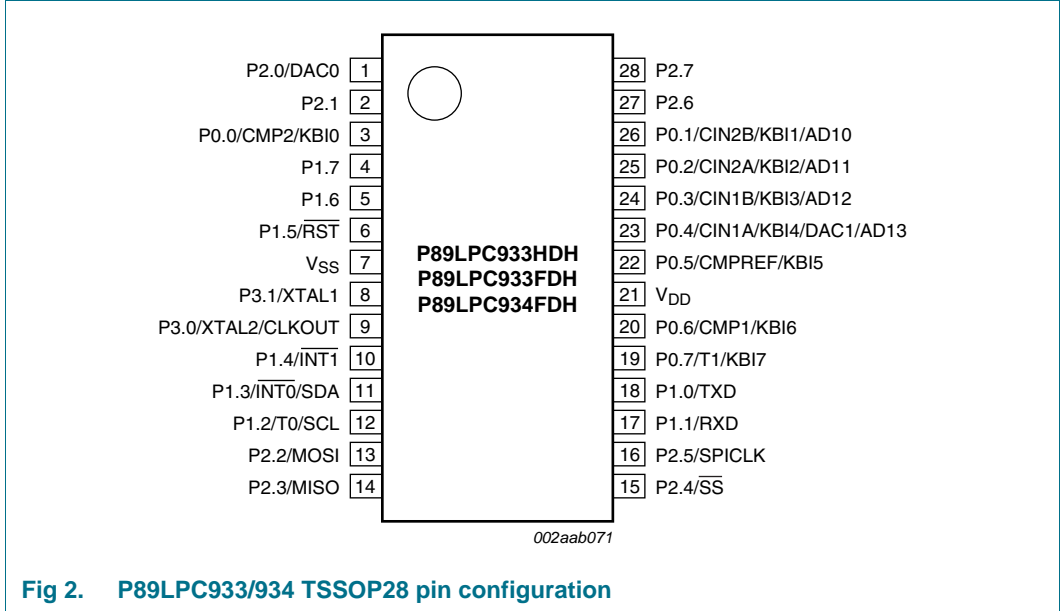 P2.0/DAC0 1
P2.1 2
P0.0/CMP2/KBI0 3
P1.7 4
P1.6 5
P1.5/R̅S̅T̅ 6
VSS 7
P3.1/XTAL1 8
P3.0/XTAL2/CLKOUT 9
P1.4/I̅N̅T̅1̅ 10
P1.3/I̅N̅T̅0̅/SDA 11
P1.2/T0/SCL 12
P2.2/MOSI 13
P2.3/MISO 14
P89LPC933HDH
P89LPC933FDH
P89LPC934FDH
28 P2.7
27 P2.6
26 P0.1/CIN2B/KBI1/AD10
25 P0.2/CIN2A/KBI2/AD11
24 P0.3/CIN1B/KBI3/AD12
23 P0.4/CIN1A/KBI4/DAC1/AD13
22 P0.5/CMPREF/KBI5
21 VDD
20 P0.6/CMP1/KBI6
19 P0.7/T1/KBI7
18 P1.0/TXD
17 P1.1/RXD
16 P2.5/SPICLK
15 P2.4/S̅S̅
002aab071
Fig 2. P89LPC933/934 TSSOP28 pin configuration